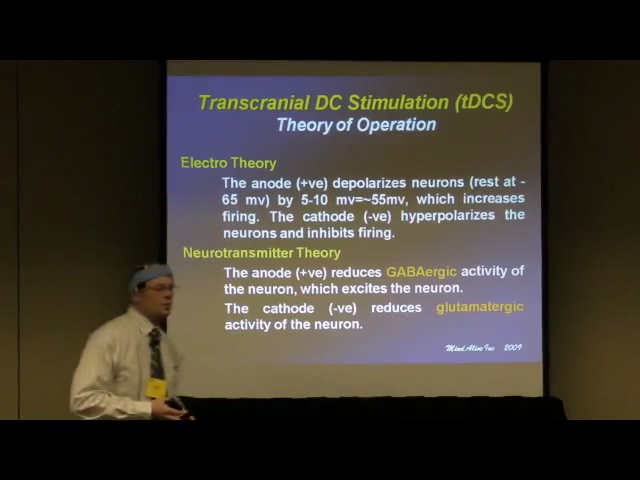 Transcranial DC Stimulation (tDCS)
Theory of Operation
Electro Theory
The anode (+ve) depolarizes neurons (rest at -
65 mv) by 5-10 mv=~55mv, which increases
firing. The cathode (-ve) hyperpolarizes the
neurons and inhibits firing.
Neurotransmitter Theory
The anode (+ve) reduces GABAergic activity of
the neuron, which excites the neuron.
The cathode (-ve) reduces glutamatergic
activity of the neuron.
Mind Alive Inc 2009